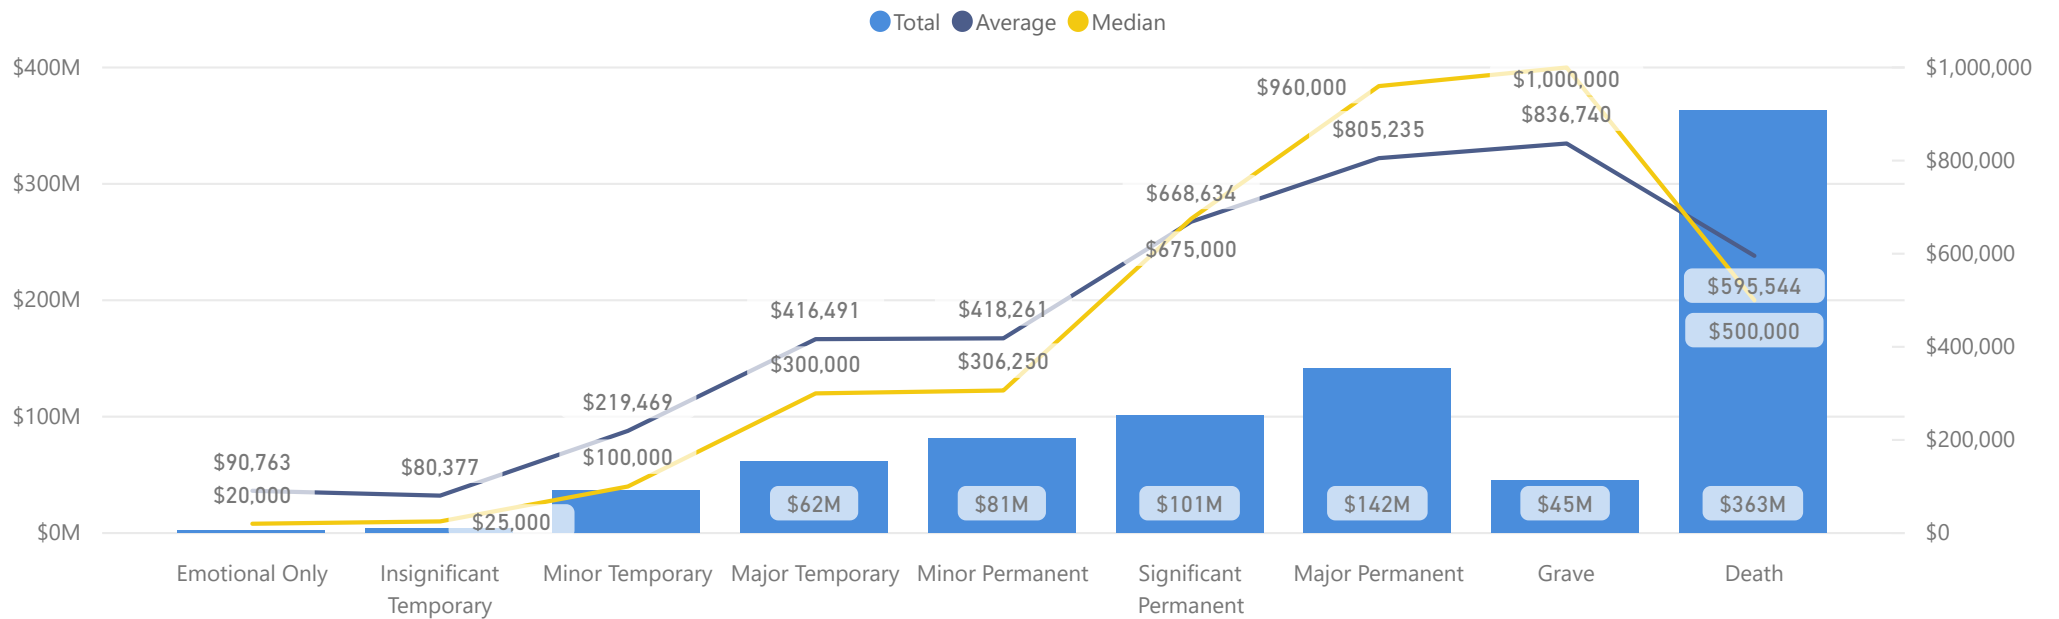 Total Average Median
$400M
$300M
$200M
$100M
$0M
$1,000,000
$800,000
$600,000
$400,000
$200,000
$0
$90,763
$20,000
$80,377
$25,000
$219,469
$100,000
$416,491
$300,000
$62M
$418,261
$306,250
$81M
$668,634
$675,000
$101M
$960,000
$805,235
$142M
$1,000,000
$836,740
$45M
$595,544
$500,000
$363M
Emotional Only
Insignificant
Temporary
Minor Temporary
Major Temporary
Minor Permanent
Significant
Permanent
Major Permanent
Grave
Death